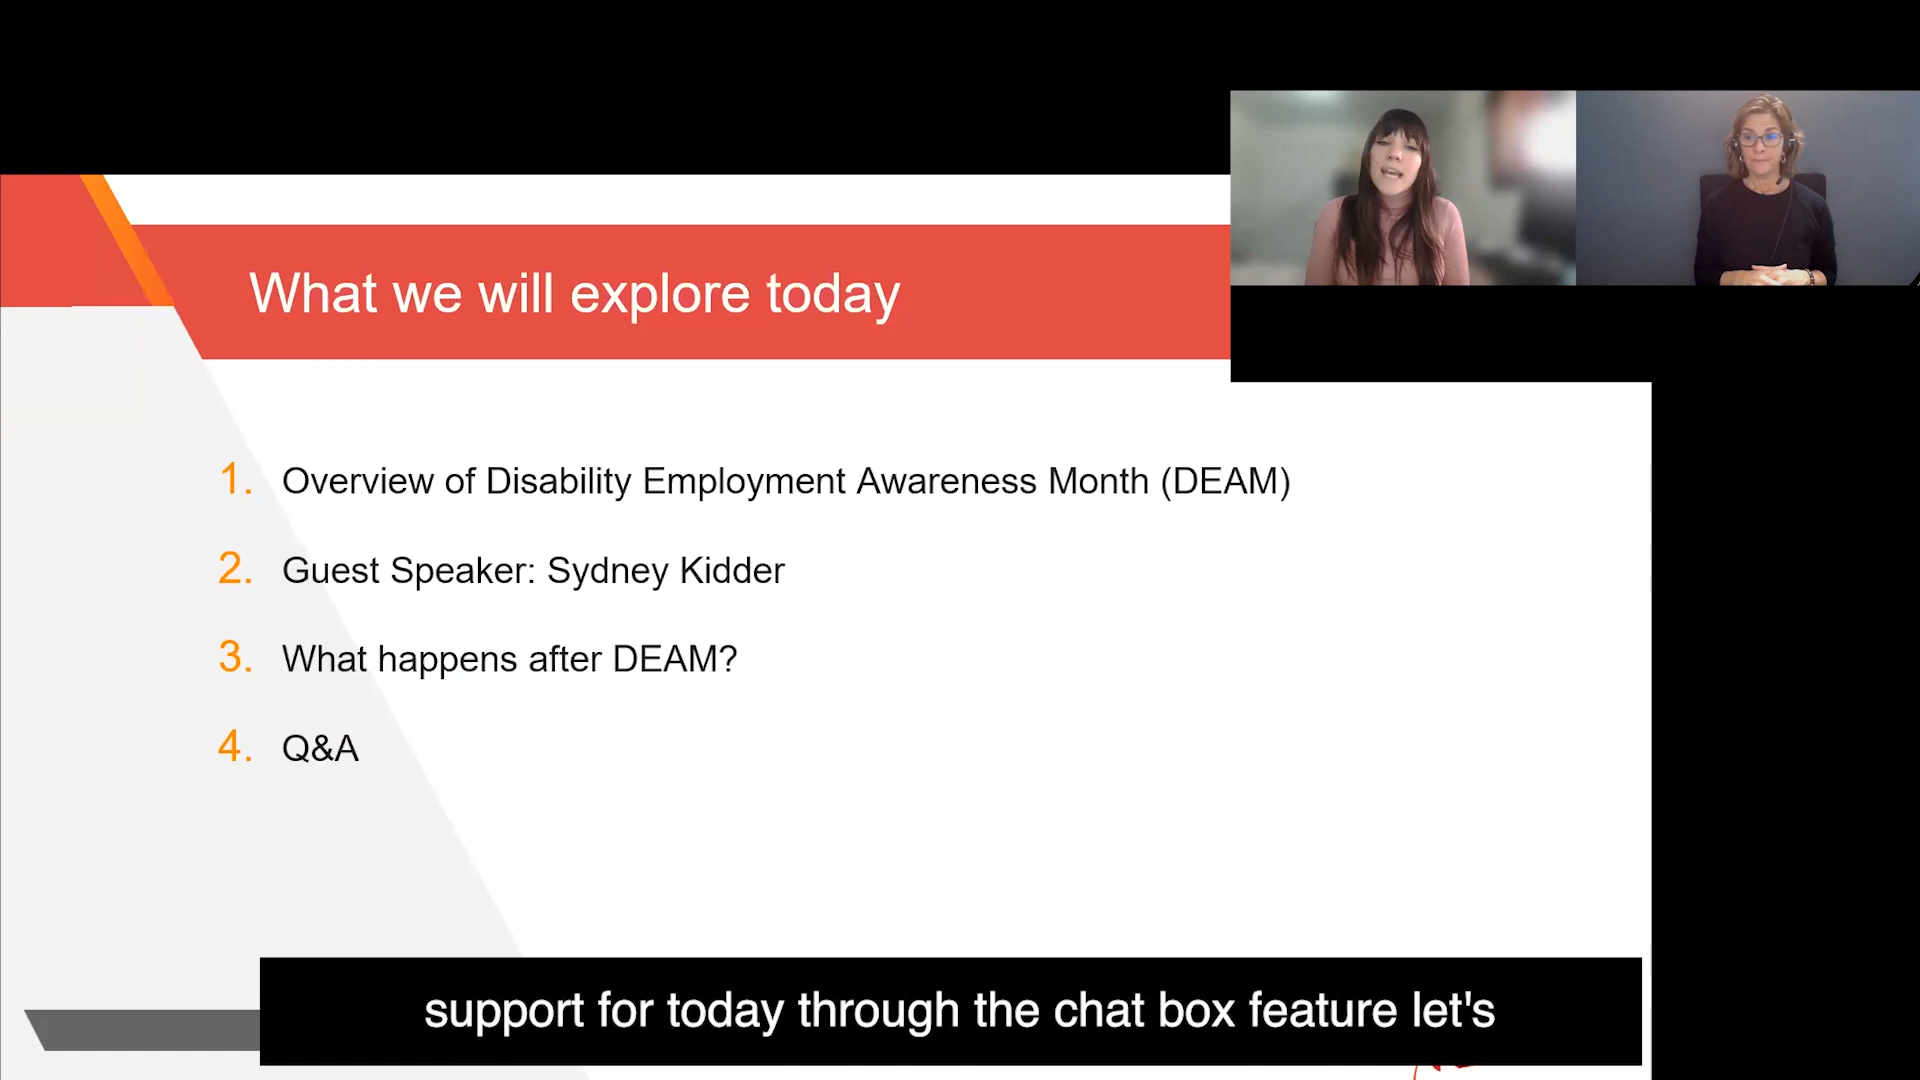 What we will explore today
1. Overview of Disability Employment Awareness Month (DEAM)
2. Guest Speaker: Sydney Kidder
3. What happens after DEAM?
4. Q&A
support for today through the chat box feature let's